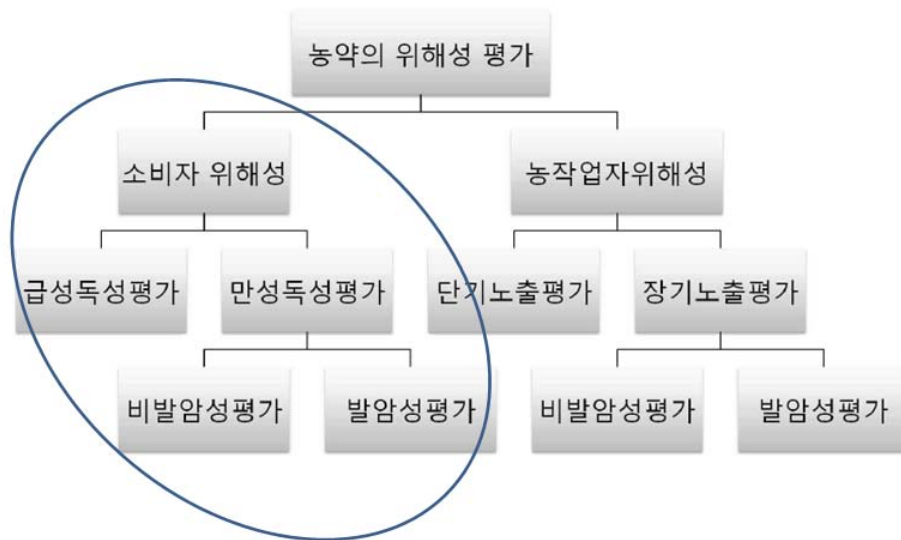 농약의 위해성 평가
소비자 위해성
농작업자위해성
급성독성평가
만성독성평가
단기노출평가
장기노출평가
비발암성평가
발암성평가
비발암성평가
발암성평가